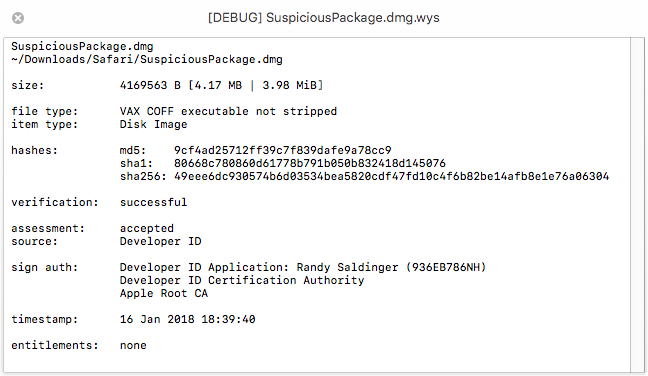 [DEBUG] SuspiciousPackage.dmg.wys
SuspiciousPackage.dmg
~/Downloads/Safari/SuspiciousPackage.dmg
size: 4169563 B [4.17 MB | 3.98 MiB]
file type: VAX COFF executable not stripped
item type: Disk Image
hashes: md5: 9cf4ad25712ff39c7f839dafe9a78cc9
sha1: 80668c780860d61778b791b050b832418d145076
sha256: 49eee6dc930574b6d03534bea5820cdf47fd10c4f6b82be14afb8e1e76a06304
verification: successful
assessment: accepted
source: Developer ID
sign auth: Developer ID Application: Randy Saldinger (936EB786NH)
Developer ID Certification Authority
Apple Root CA
timestamp: 16 Jan 2018 18:39:40
entitlements: none